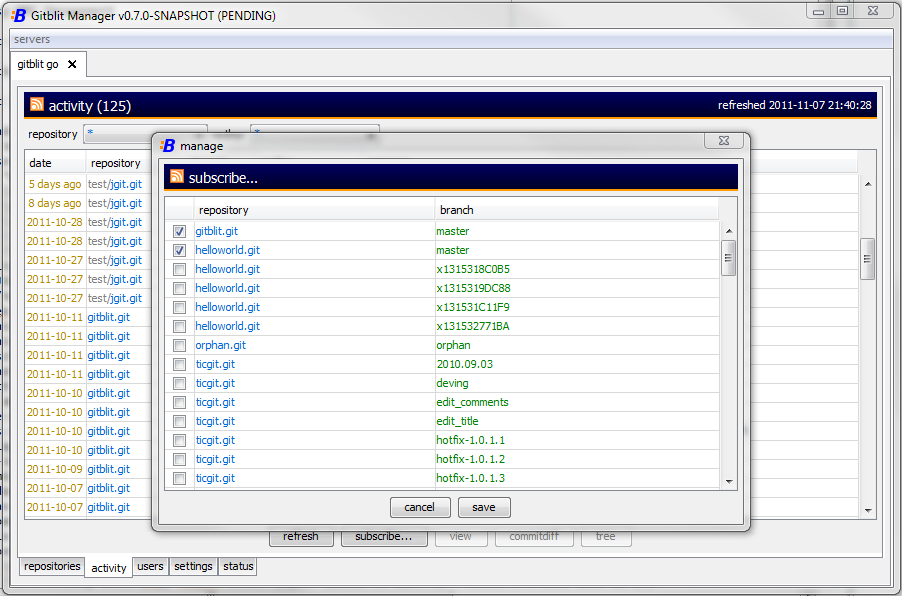 Gitblit Manager v0.7.0-SNAPSHOT (PENDING)
servers
gitblit go
activity (125) refreshed 2011-11-07 21:40:28
repository *
date repository
5 days ago test/jgit.git
8 days ago test/jgit.git
2011-10-28 test/jgit.git
2011-10-28 test/jgit.git
2011-10-27 test/jgit.git
2011-10-27 test/jgit.git
2011-10-27 test/jgit.git
2011-10-11 gitblit.git
2011-10-11 gitblit.git
2011-10-11 gitblit.git
2011-10-11 gitblit.git
2011-10-10 gitblit.git
2011-10-10 gitblit.git
2011-10-10 gitblit.git
2011-10-10 gitblit.git
2011-10-09 gitblit.git
2011-10-07 gitblit.git
2011-10-07 gitblit.git
manage
subscribe...
repository branch
gitblit.git master
helloworld.git master
helloworld.git x1315318C0B5
helloworld.git x1315319DC88
helloworld.git x131531C11F9
helloworld.git x131532771BA
orphan.git orphan
ticgit.git 2010.09.03
ticgit.git deving
ticgit.git edit_comments
ticgit.git edit_title
ticgit.git hotfix-1.0.1.1
ticgit.git hotfix-1.0.1.2
ticgit.git hotfix-1.0.1.3
cancel save
refresh subscribe... view commitdiff tree
repositories activity users settings status